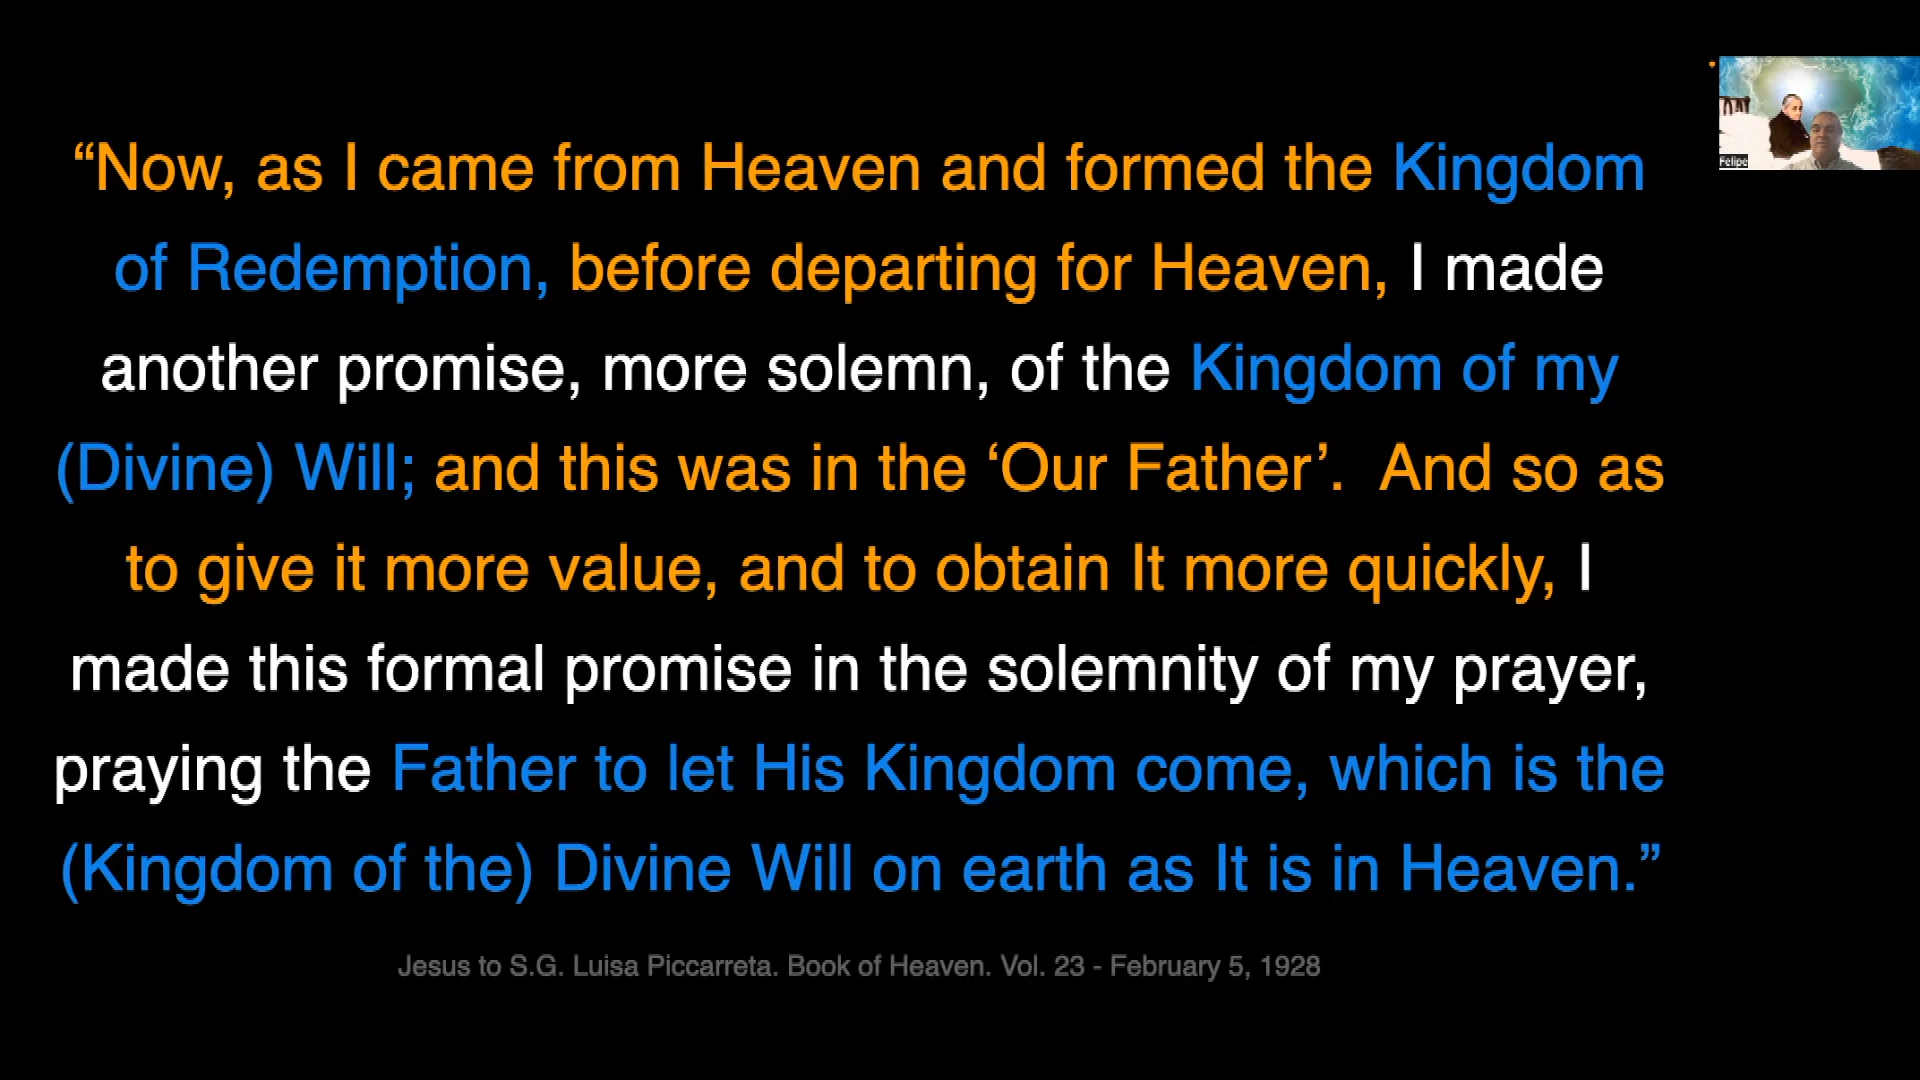 “Now, as I came from Heaven and formed the Kingdom
of Redemption, before departing for Heaven, I made
another promise, more solemn, of the Kingdom of my
(Divine) Will; and this was in the ‘Our Father’.  And so as
to give it more value, and to obtain It more quickly, I
made this formal promise in the solemnity of my prayer,
praying the Father to let His Kingdom come, which is the
(Kingdom of the) Divine Will on earth as It is in Heaven.”
Jesus to S.G. Luisa Piccarreta. Book of Heaven. Vol. 23 - February 5, 1928
Felipe